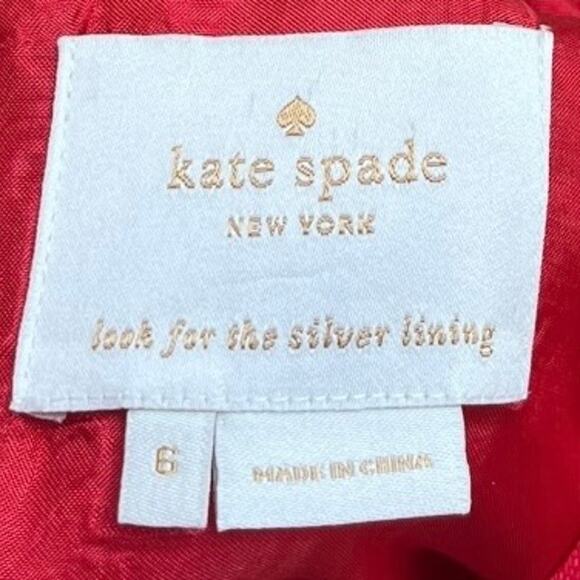 kate spade
NEW YORK
look for the silver lining
6
MADE IN CHINA